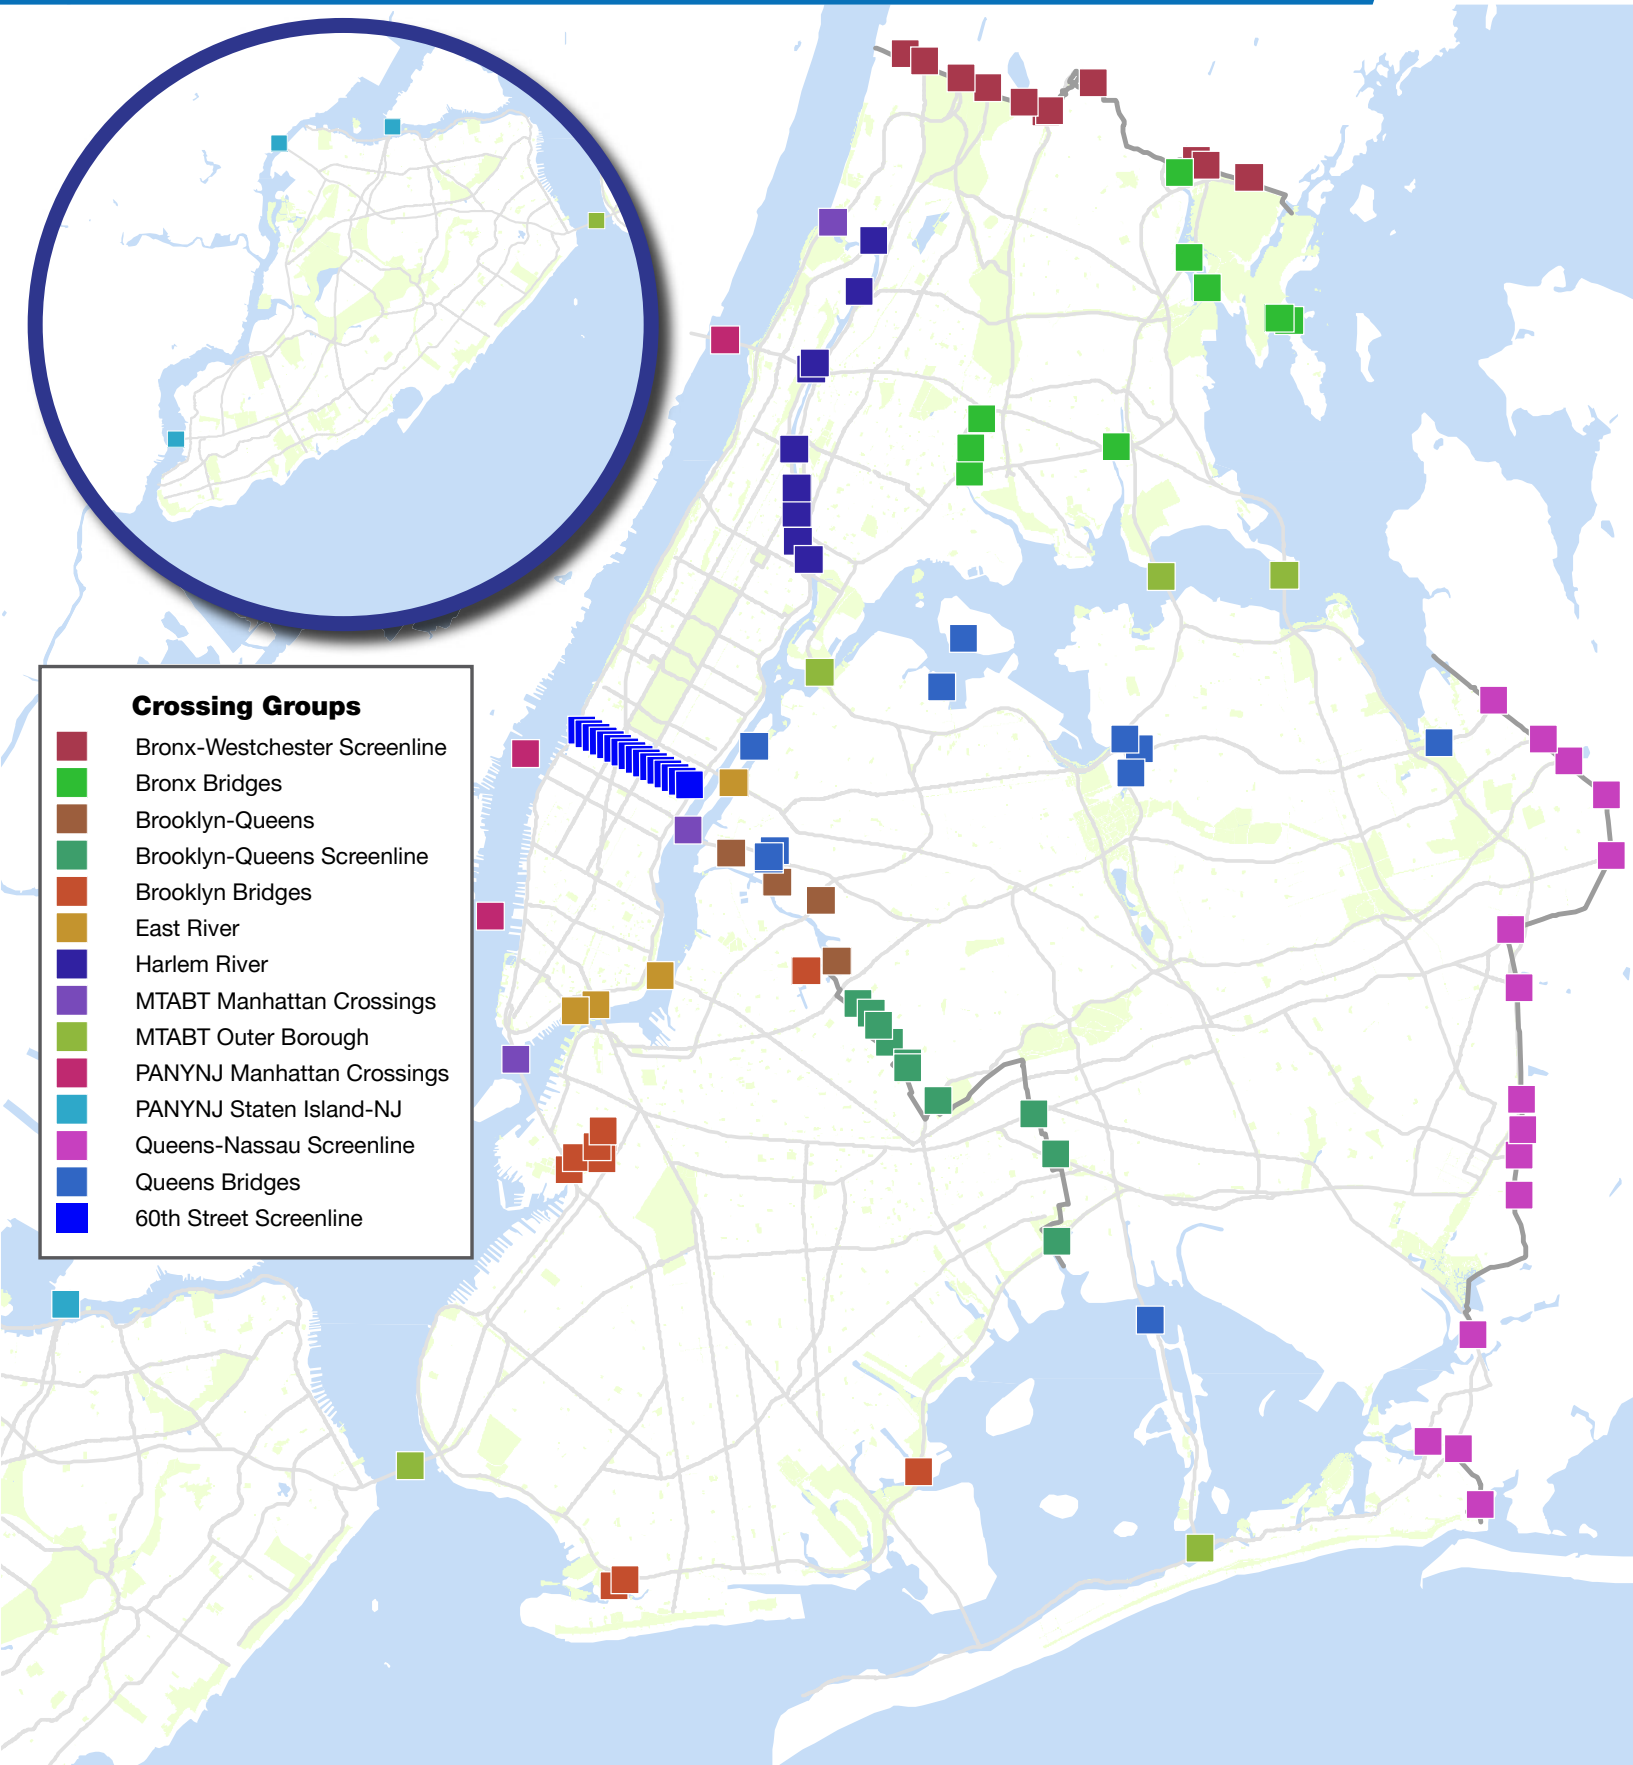 Crossing Groups
Bronx-Westchester Screenline
Bronx Bridges
Brooklyn-Queens
Brooklyn-Queens Screenline
Brooklyn Bridges
East River
Harlem River
MTABT Manhattan Crossings
MTABT Outer Borough
PANYNJ Manhattan Crossings
PANYNJ Staten Island-NJ
Queens-Nassau Screenline
Queens Bridges
60th Street Screenline